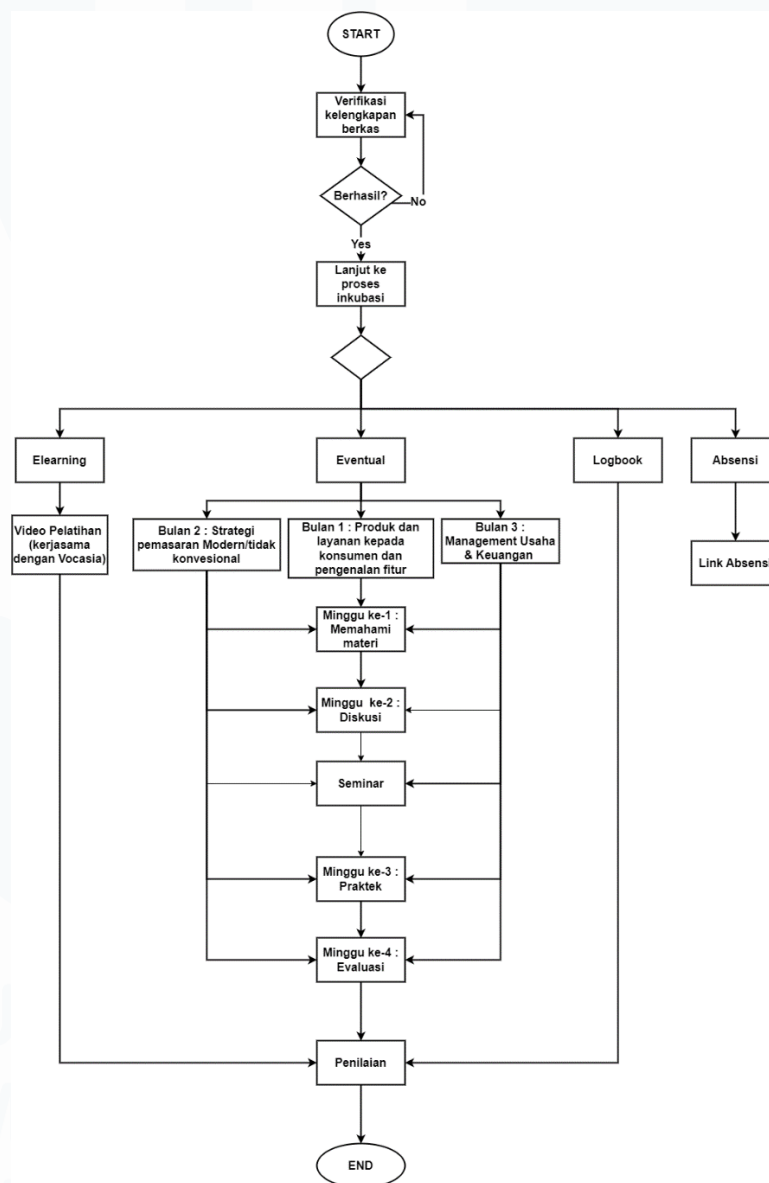 START
Verifikasi
kelengkapan
berkas
Berhasil?
No
Yes
Lanjut ke
proses
inkubasi
Elearning
Eventual
Logbook
Absensi
Video Pelatihan
(kerjasama
dengan Vocasia)
Bulan 2 : Strategi
pemasaran Modern/tidak
konvesional
Bulan 1 : Produk dan
layanan kepada
konsumen dan
pengenalan fitur
Bulan 3 :
Management Usaha
& Keuangan
Link Absensi
Minggu ke-1 :
Memahami
materi
Minggu ke-2 :
Diskusi
Seminar
Minggu ke-3 :
Praktek
Minggu ke-4 :
Evaluasi
Penilaian
END